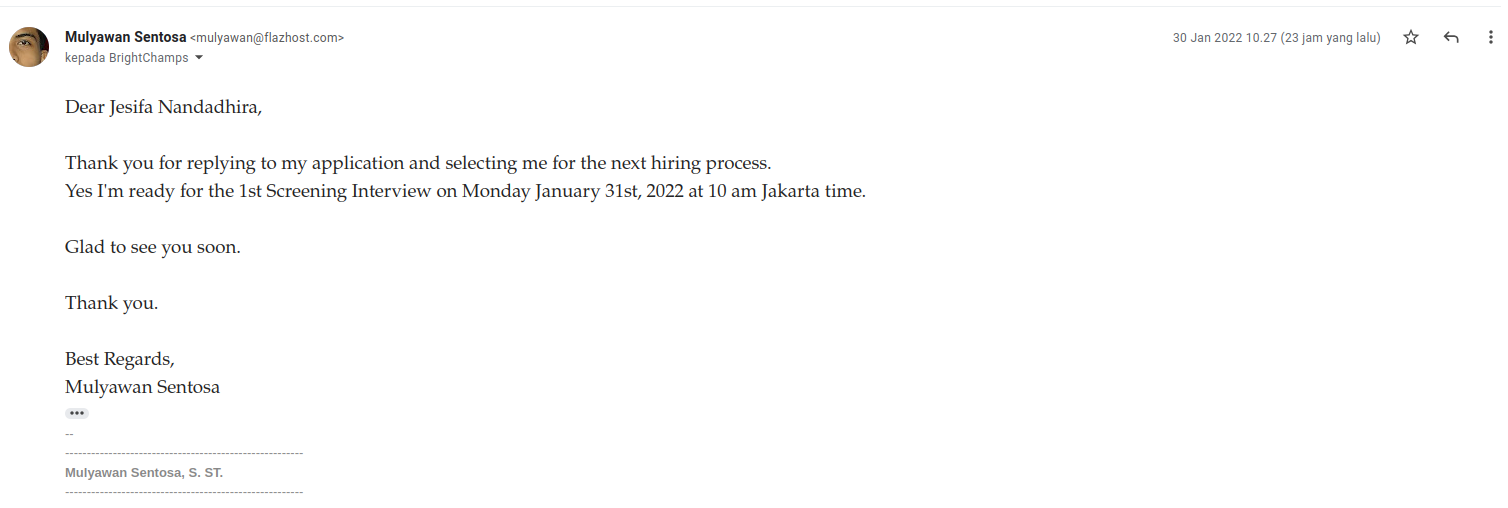 Mulyawan Sentosa <mulyawan@flazhost.com>
30 Jan 2022 10.27 (23 jam yang lalu)
kepada BrightChamps
Dear Jesifa Nandadhira,
Thank you for replying to my application and selecting me for the next hiring process.
Yes I'm ready for the 1st Screening Interview on Monday January 31st, 2022 at 10 am Jakarta time.
Glad to see you soon.
Thank you.
Best Regards,
Mulyawan Sentosa
--
-------------------------------------------------------
Mulyawan Sentosa, S. ST.
-------------------------------------------------------